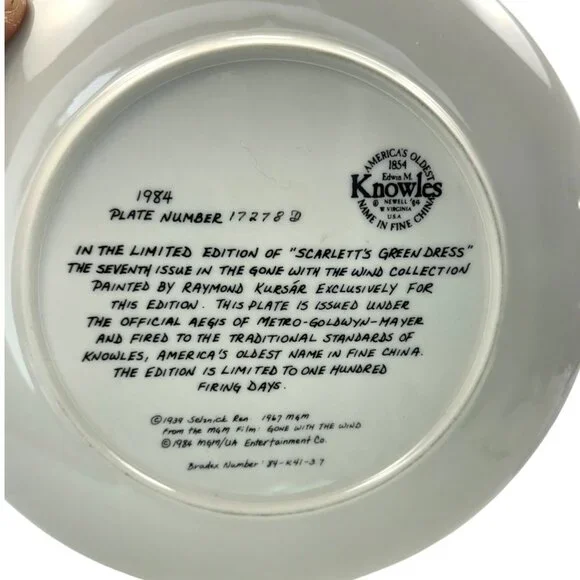 1984
PLATE NUMBER 17278 D
AMERICA'S OLDEST
1854
Edwin M.
Knowles
© NEWELL '84
W VIRGINIA
USA
NAME IN FINE CHINA
IN THE LIMITED EDITION OF "SCARLETT'S GREEN DRESS"
THE SEVENTH ISSUE IN THE GONE WITH THE WIND COLLECTION
PAINTED BY RAYMOND KURSÁR EXCLUSIVELY FOR
THIS EDITION. THIS PLATE IS ISSUED UNDER
THE OFFICIAL AEGIS OF METRO-GOLDWYN-MAYER
AND FIRED TO THE TRADITIONAL STANDARDS OF
KNOWLES, AMERICA'S OLDEST NAME IN FINE CHINA.
THE EDITION IS LIMITED TO ONE HUNDRED
FIRING DAYS.
©1939 Selznick Ren 1967 MGM
From the MGM Film: GONE WITH THE WIND
©1984 MGM/UA Entertainment Co.
Bradex Number '84-K41-3.7